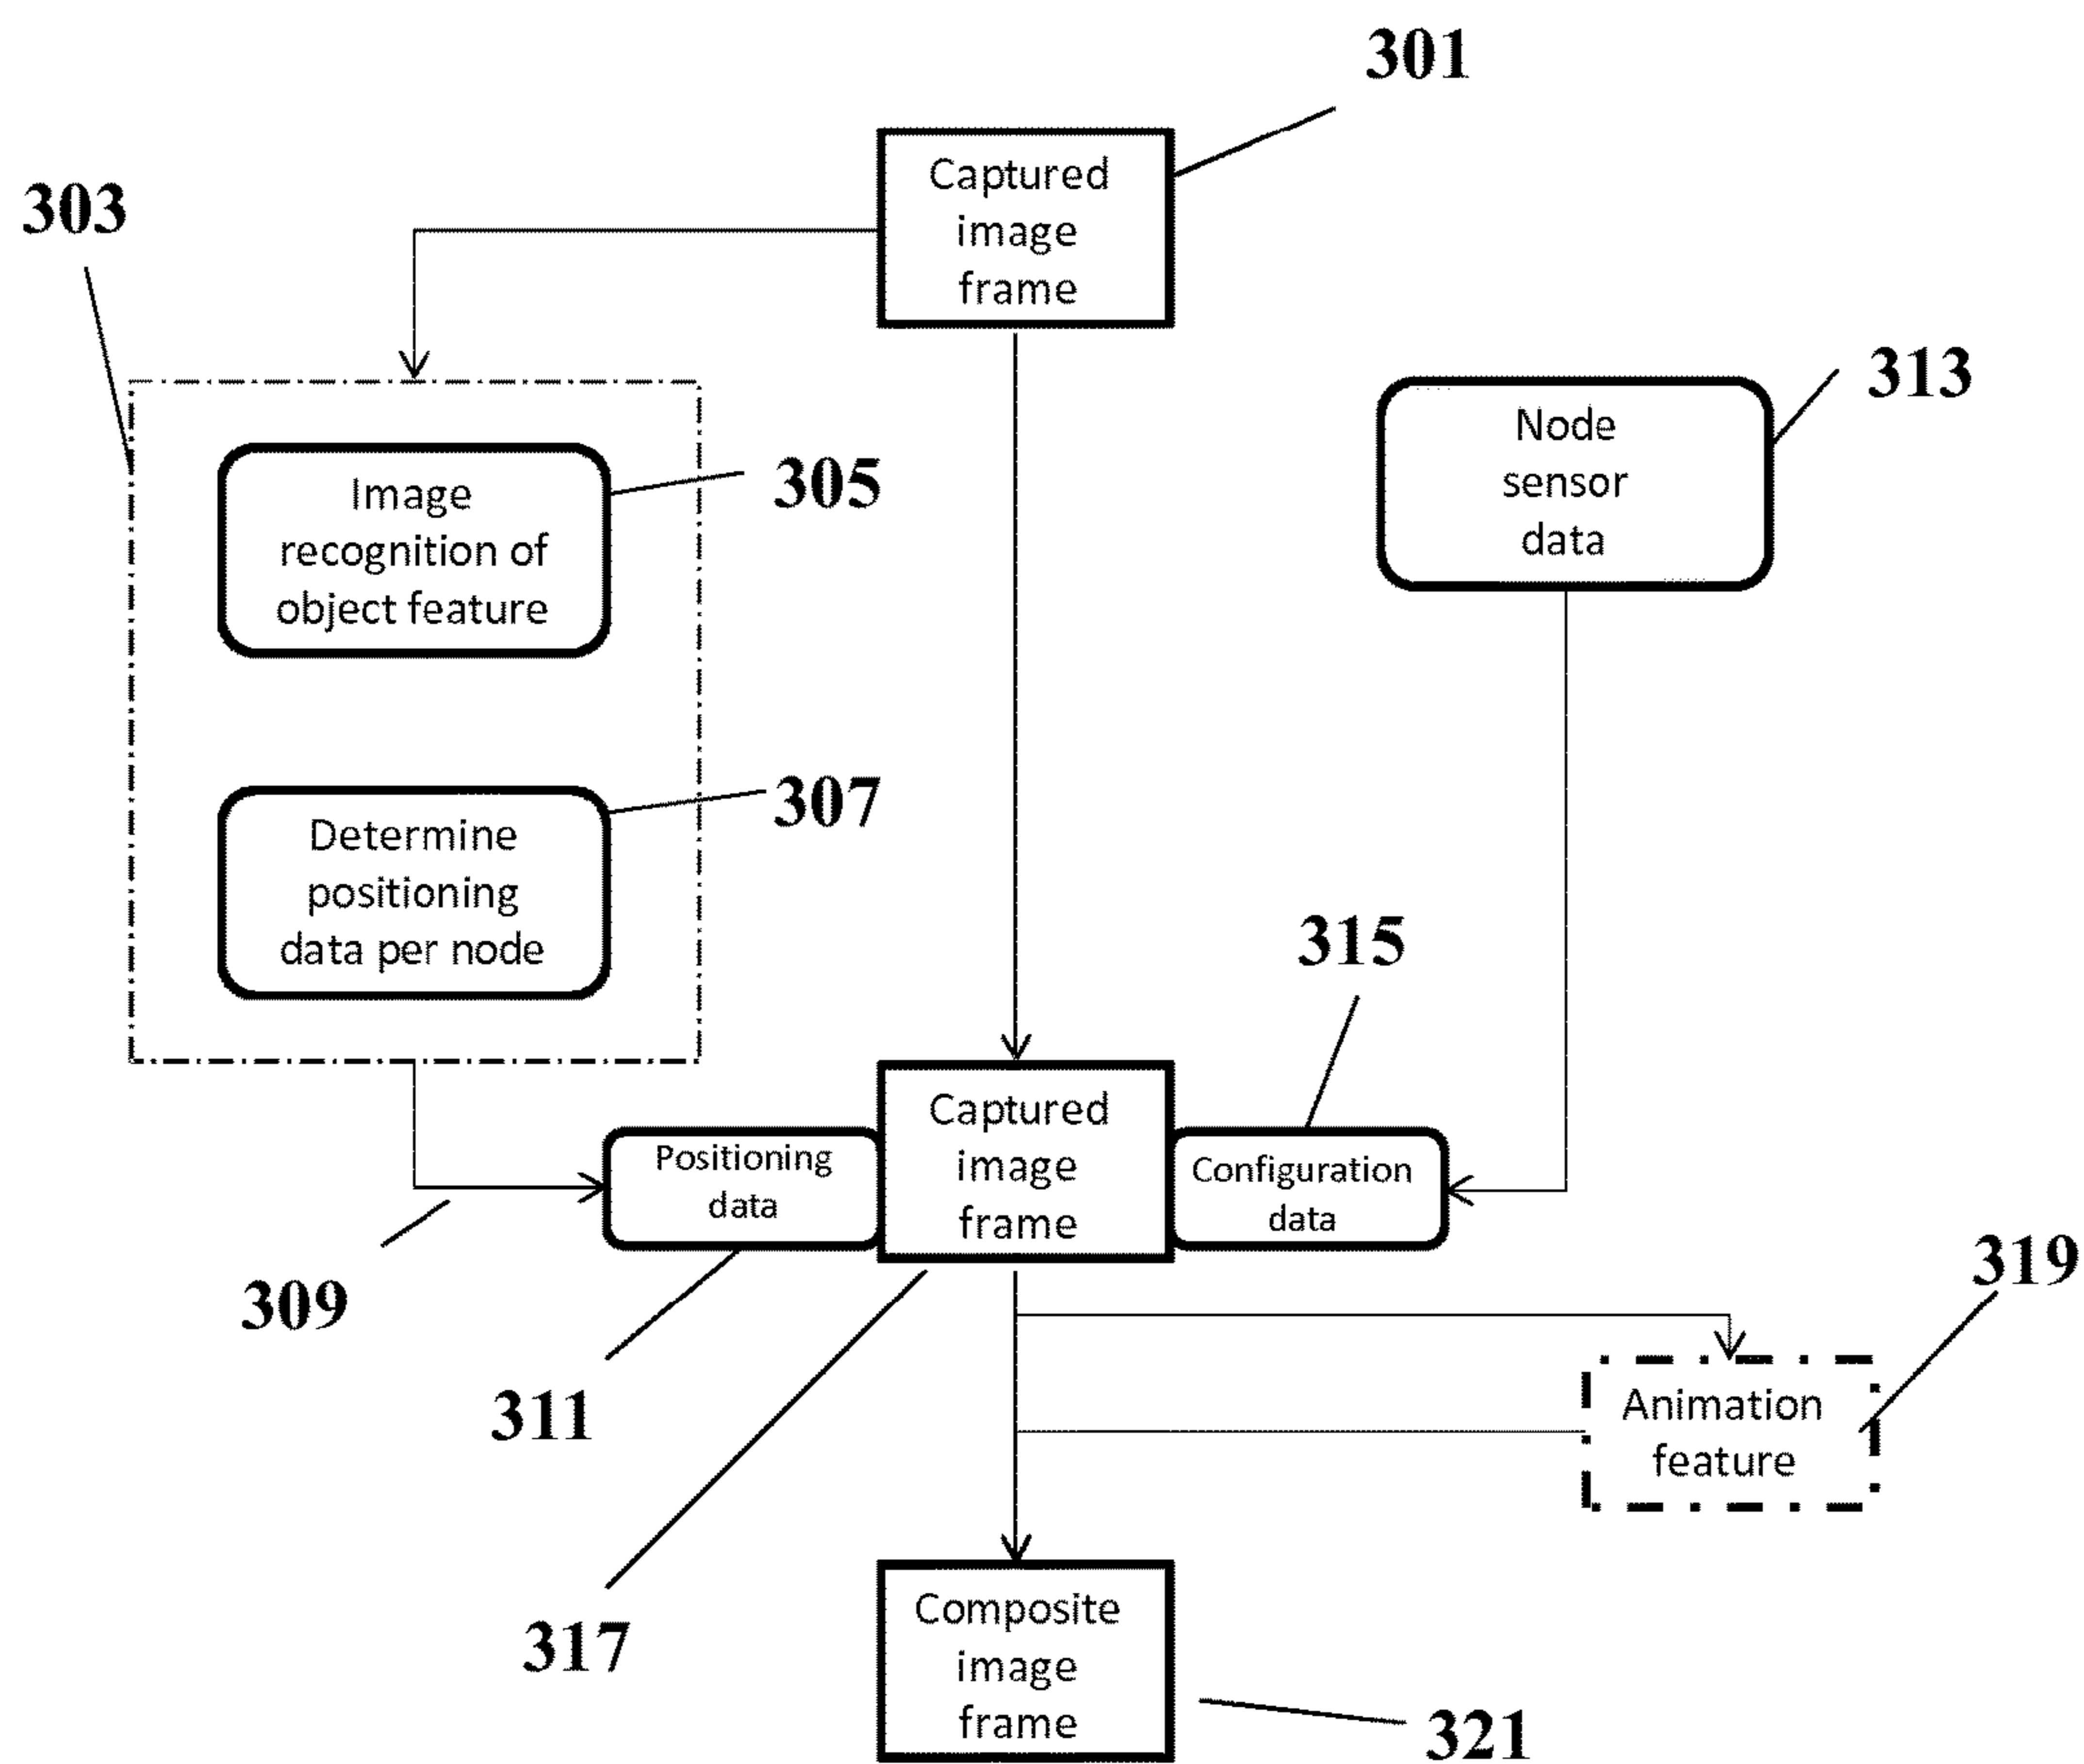 301
Captured
image
frame
303
313
Node
sensor
data
305
Image
recognition of
object feature
307
Determine
positioning
data per node
315
Captured
image
frame
Positioning
data
Configuration
data
309
319
311
Animation
feature
317
Composite
image
frame
321